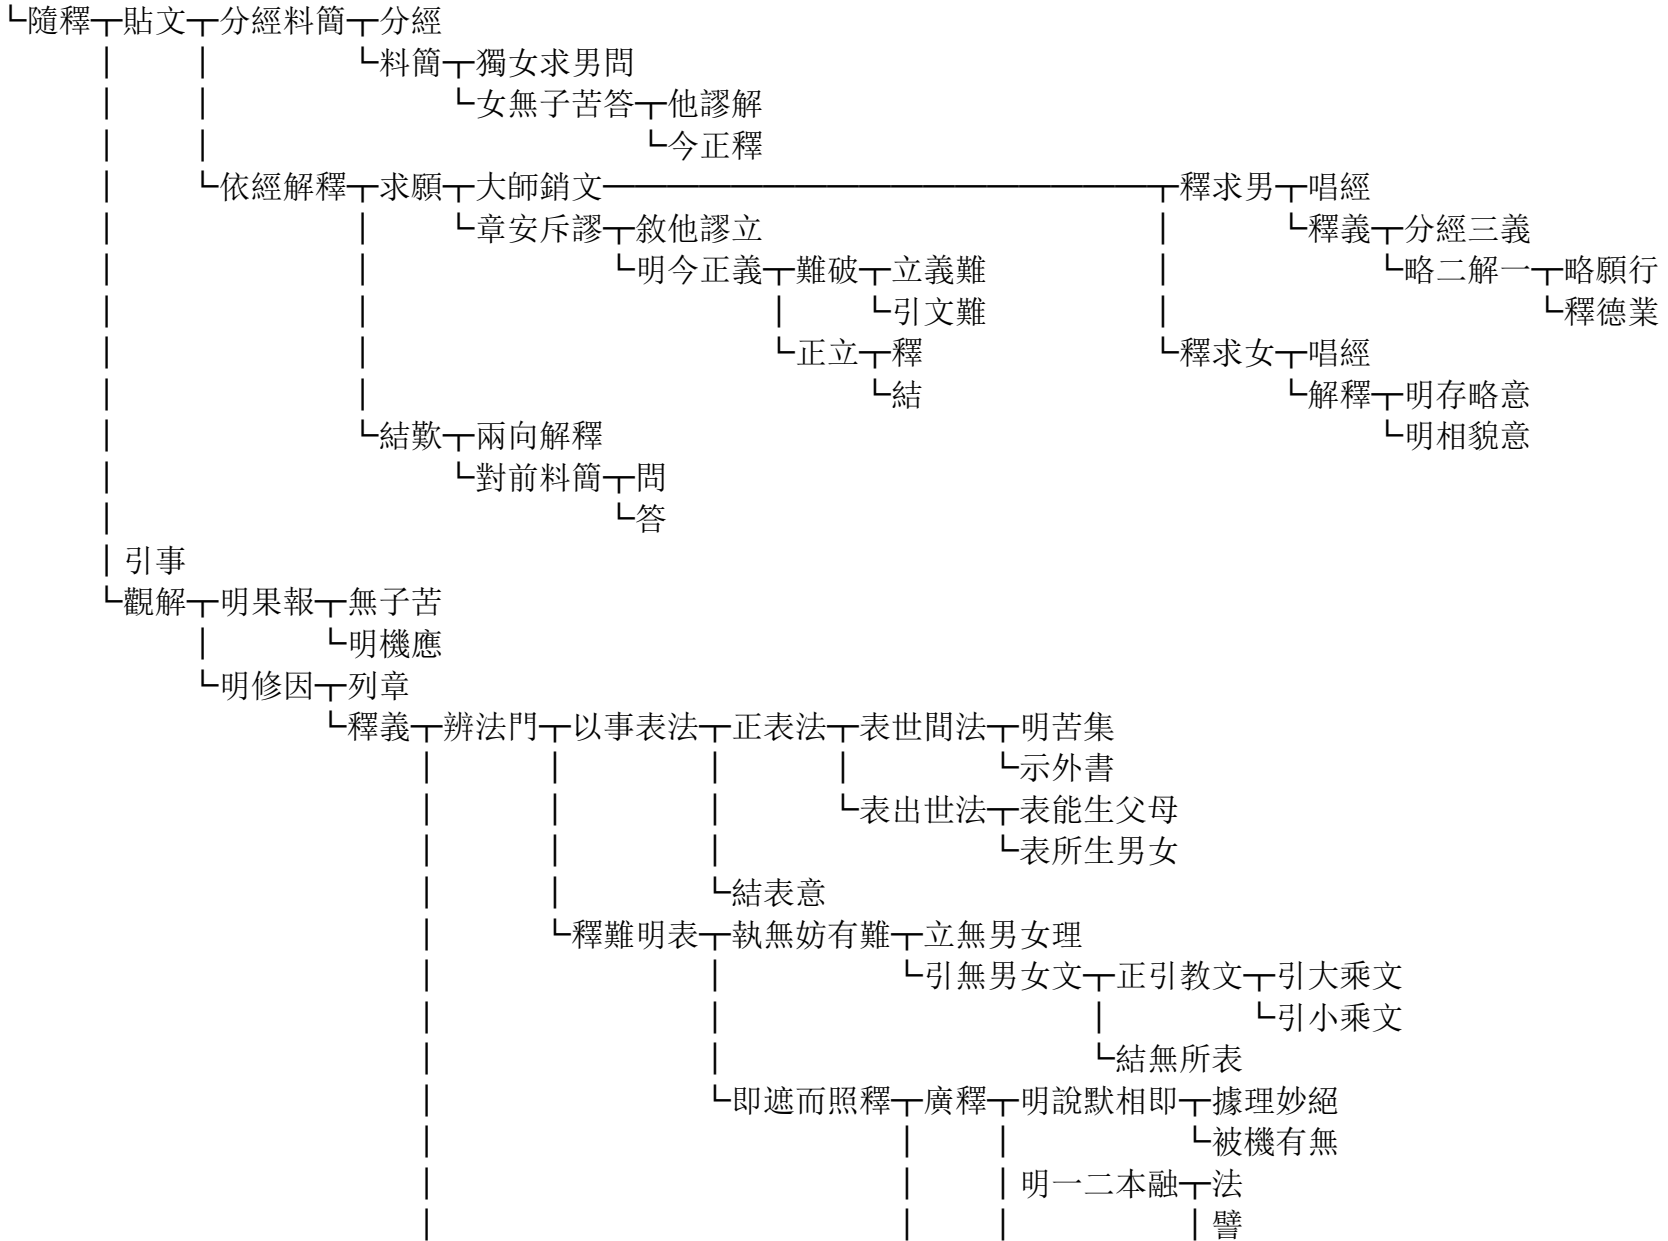 └隨釋┬貼文┬分經料簡┬分經
└料簡┬獨女求男問
└女無子苦答┬他謬解
└今正釋
└依經解釋┬求願┬大師銷文─────────────────┬釋求男┬唱經
└章安斥謬┬敘他謬立 └釋義┬分經三義
└明今正義┬難破┬立義難 └略二解一┬略願行
└引文難 └釋德業
└正立┬釋 └釋求女┬唱經
└結 └解釋┬明存略意
└結歎┬兩向解釋 └明相貌意
└對前料簡┬問
└答
引事
└觀解┬明果報┬無子苦
└明機應
└明修因┬列章
└釋義┬辨法門┬以事表法┬正表法┬表世間法┬明苦集
└示外書
└表出世法┬表能生父母
└表所生男女
└結表意
└釋難明表┬執無妨有難┬立無男女理
└引無男女文┬正引教文┬引大乘文
└引小乘文
└結無所表
└即遮而照釋┬廣釋┬明說默相即┬據理妙絕
└被機有無
明一二本融┬法
譬